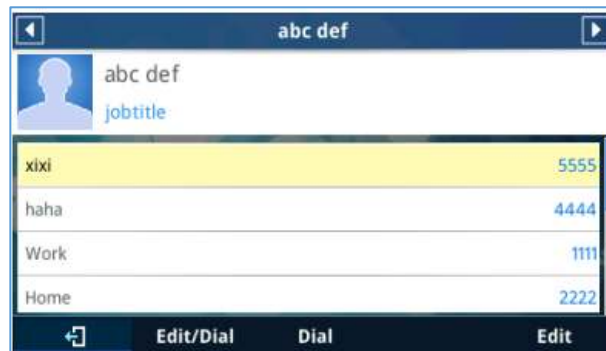 abc def
abc def
jobtitle
xixi 5555
haha 4444
Work 1111
Home 2222
Edit/Dial Dial Edit